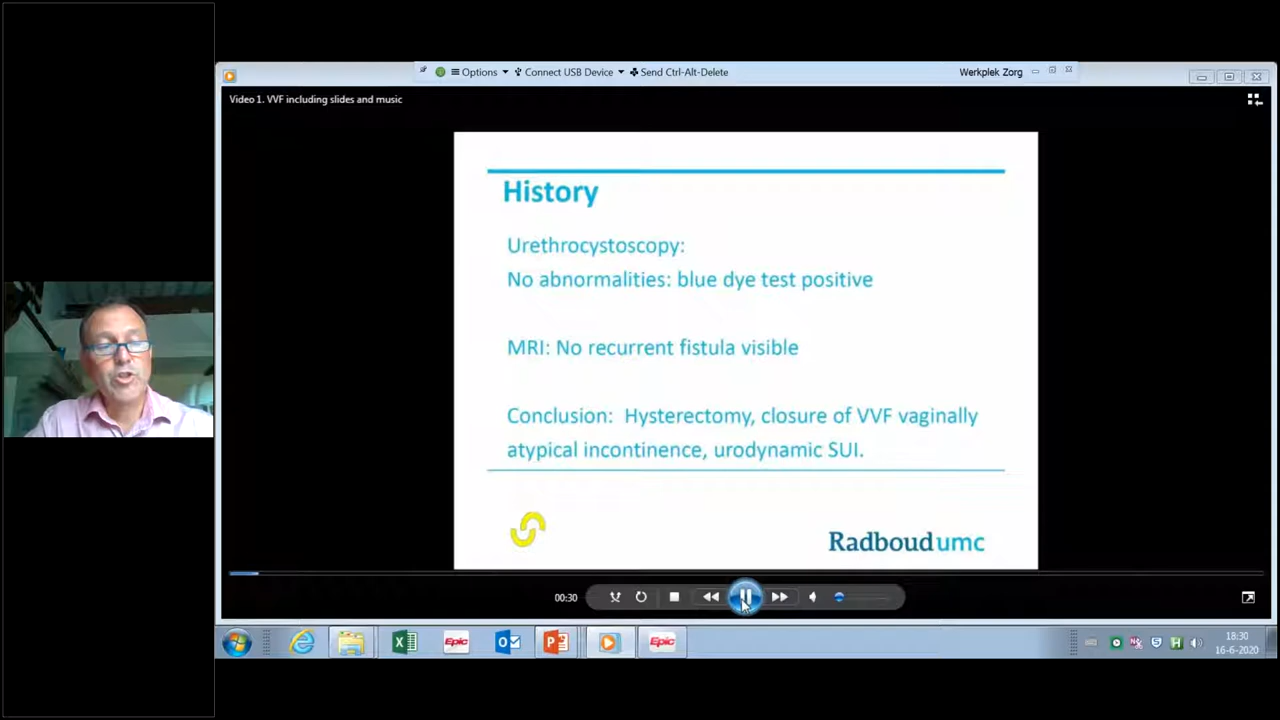 Options
Connect USB Device
Send Ctrl-Alt-Delete
Werkplek Zorg
Video 1. VVF including slides and music
History
Urethrocystoscopy:
No abnormalities: blue dye test positive
MRI: No recurrent fistula visible
Conclusion: Hysterectomy, closure of VVF vaginally
atypical incontinence, urodynamic SUI.
Radboudumc
00:30
Epic
Epic
18:30
16-6-2020